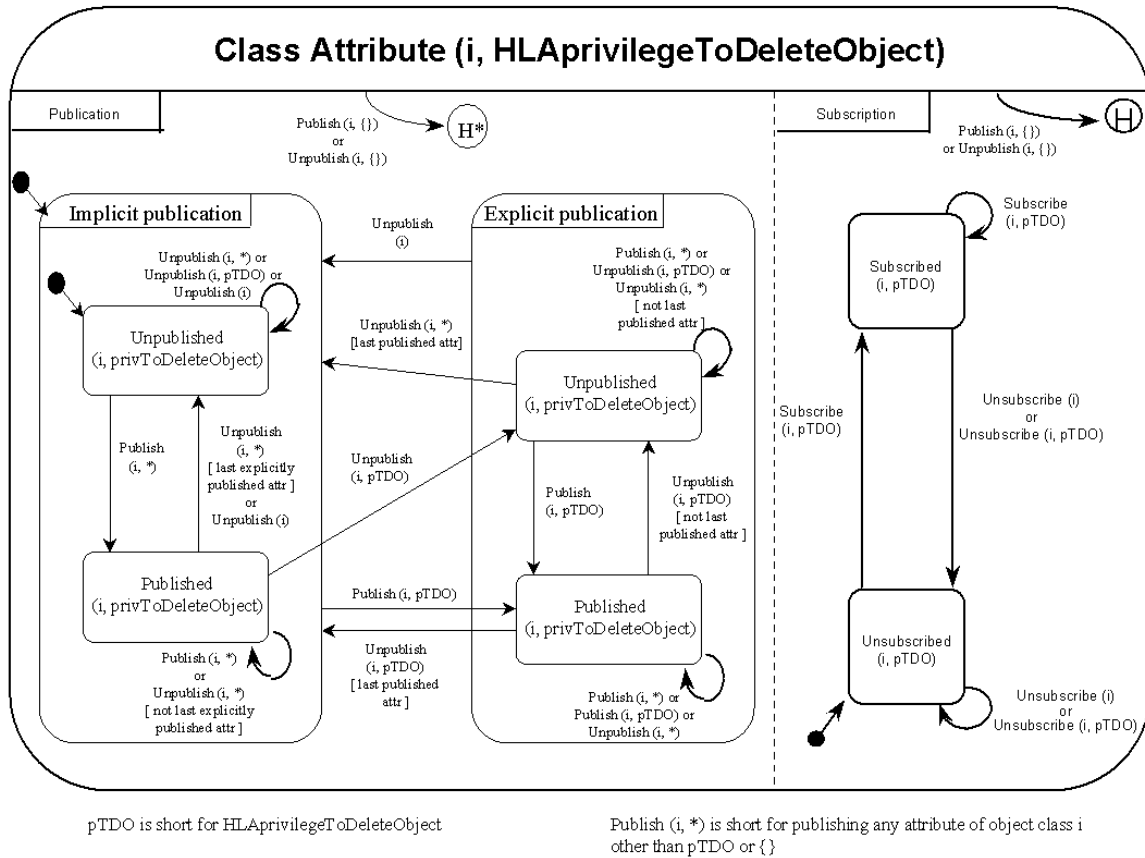 Class Attribute (i, HLAprivilegeToDeleteObject)
Publication
Publish (i, {})
or
Unpublish (i, {})
H*
Subscription
Publish (i, {})
or Unpublish (i, {})
H
Implicit publication
Unpublish (i, *) or
Unpublish (i, pTDO) or
Unpublish (i)
Unpublished
(i, privToDeleteObject)
Publish
(i, *)
Unpublish
(i, *)
[ last explicitly
published attr ]
or
Unpublish (i)
Published
(i, privToDeleteObject)
Publish (i, *)
or
Unpublish (i, *)
[ not last explicitly
published attr ]
Unpublish
(i)
Unpublish (i, *)
[last published attr]
Unpublish
(i, pTDO)
Publish (i, pTDO)
Unpublish
(i, pTDO)
[ last published
attr ]
Explicit publication
Publish (i, *) or
Unpublish (i, pTDO) or
Unpublish (i, *)
[ not last
published attr ]
Unpublished
(i, privToDeleteObject)
Publish
(i, pTDO)
Unpublish
(i, pTDO)
[ not last
published attr ]
Published
(i, privToDeleteObject)
Publish (i, *) or
Publish (i, pTDO) or
Unpublish (i, *)
Subscribe
(i, pTDO)
Subscribed
(i, pTDO)
Subscribe
(i, pTDO)
Unsubscribe (i)
or
Unsubscribe (i, pTDO)
Unsubscribed
(i, pTDO)
Unsubscribe (i)
or
Unsubscribe (i, pTDO)
pTDO is short for HLAprivilegeToDeleteObject
Publish (i, *) is short for publishing any attribute of object class i
other than pTDO or {}